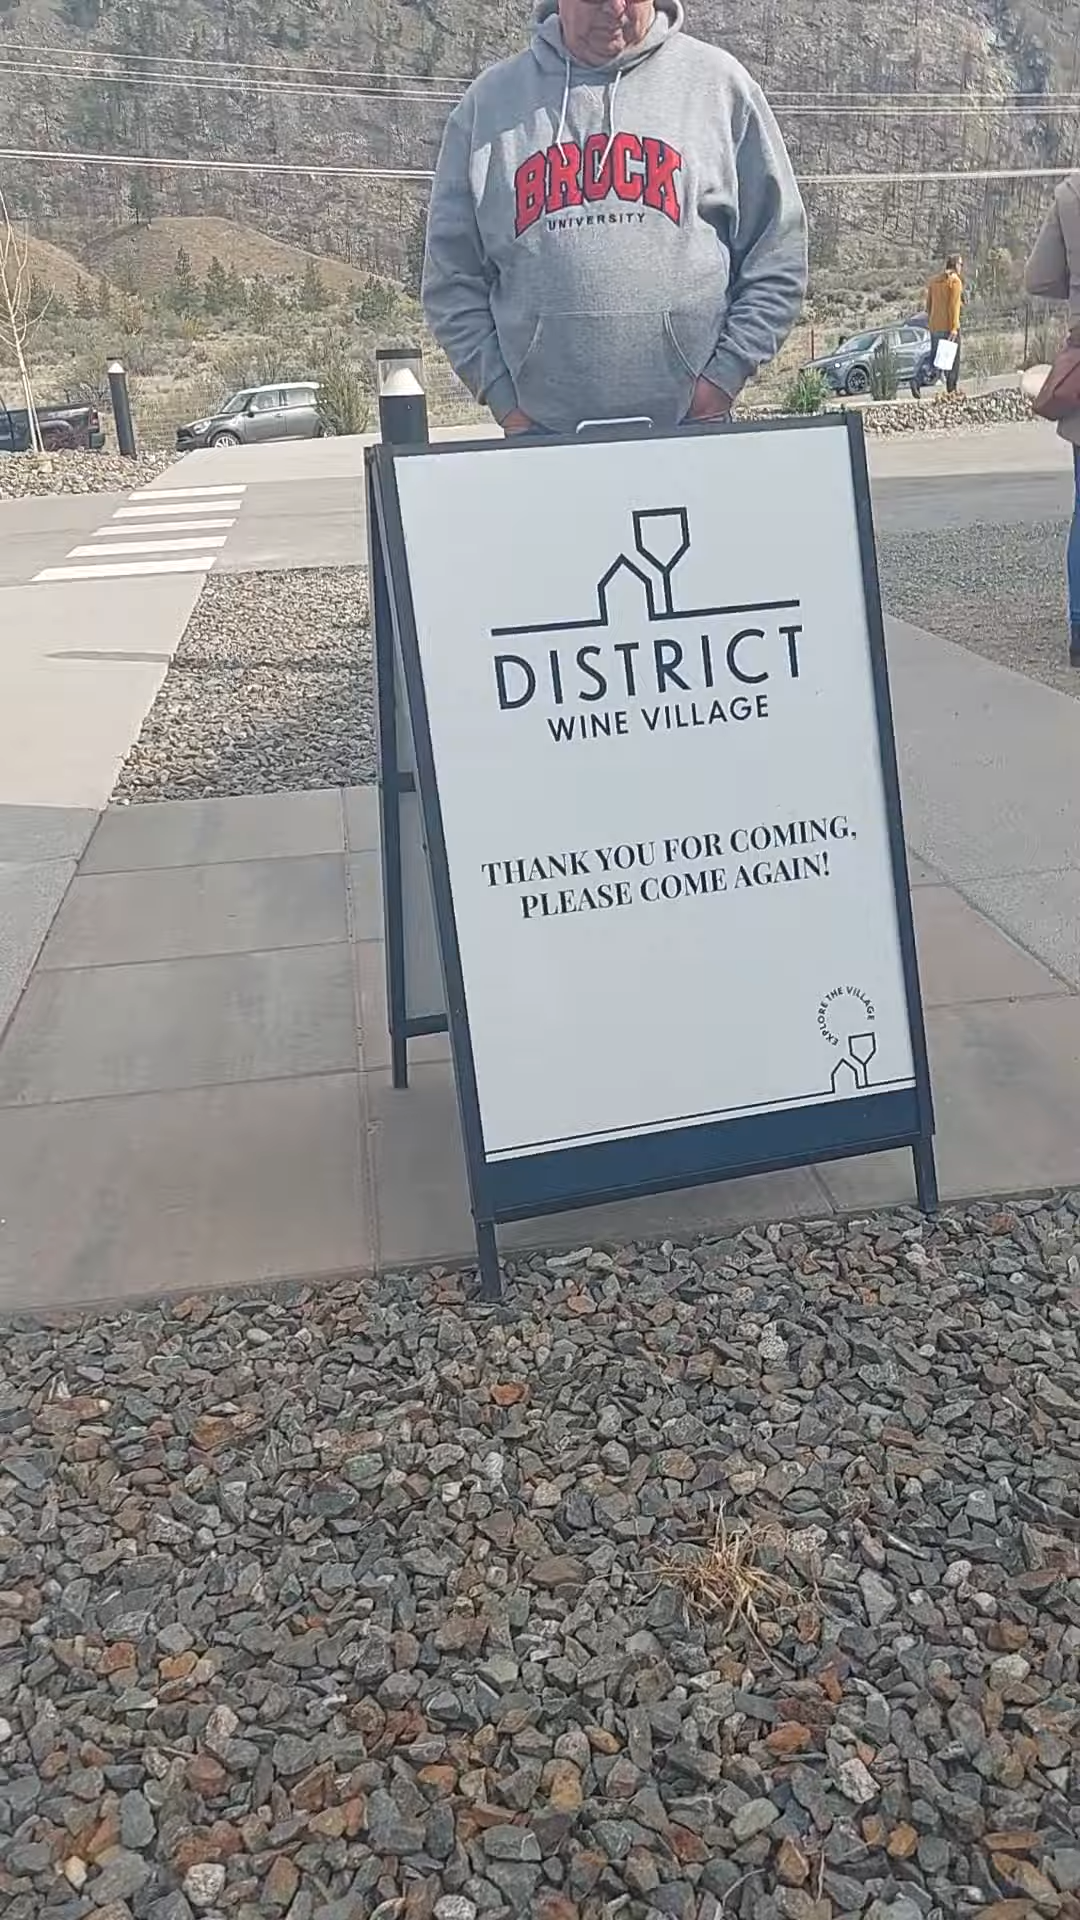 BROCK
UNIVERSITY
DISTRICT
WINE VILLAGE
THANK YOU FOR COMING,
PLEASE COME AGAIN!
EXPLORE THE VILLAGE